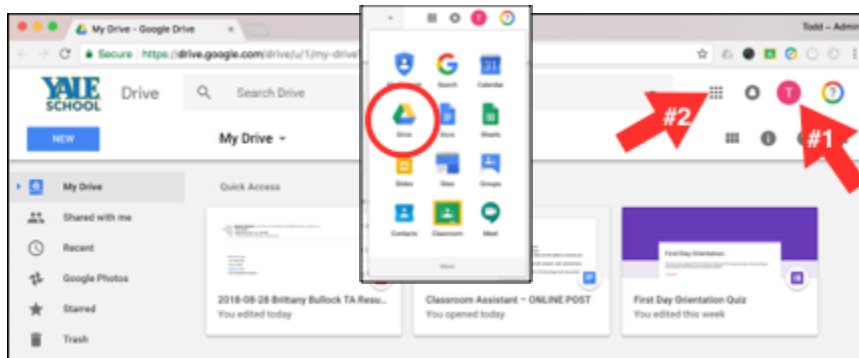 My Drive - Google Drive
Todd - Admin
Secure
https://drive.google.com/drive/u/1/my-drive
YALE
SCHOOL
Drive
Search Drive
#2
T
NEW
My Drive
#1
T
Search
Calendar
Drive
Docs
Sheets
Slides
Sites
Groups
Contacts
Classroom
Meet
More
My Drive
Shared with me
Recent
Google Photos
Starred
Trash
Quick Access
2018-08-28 Brittany Bullock TA Resu...
You edited today
Classroom Assistant - ONLINE POST
You opened today
First Day Orientation
First Day Orientation Quiz
You edited this week